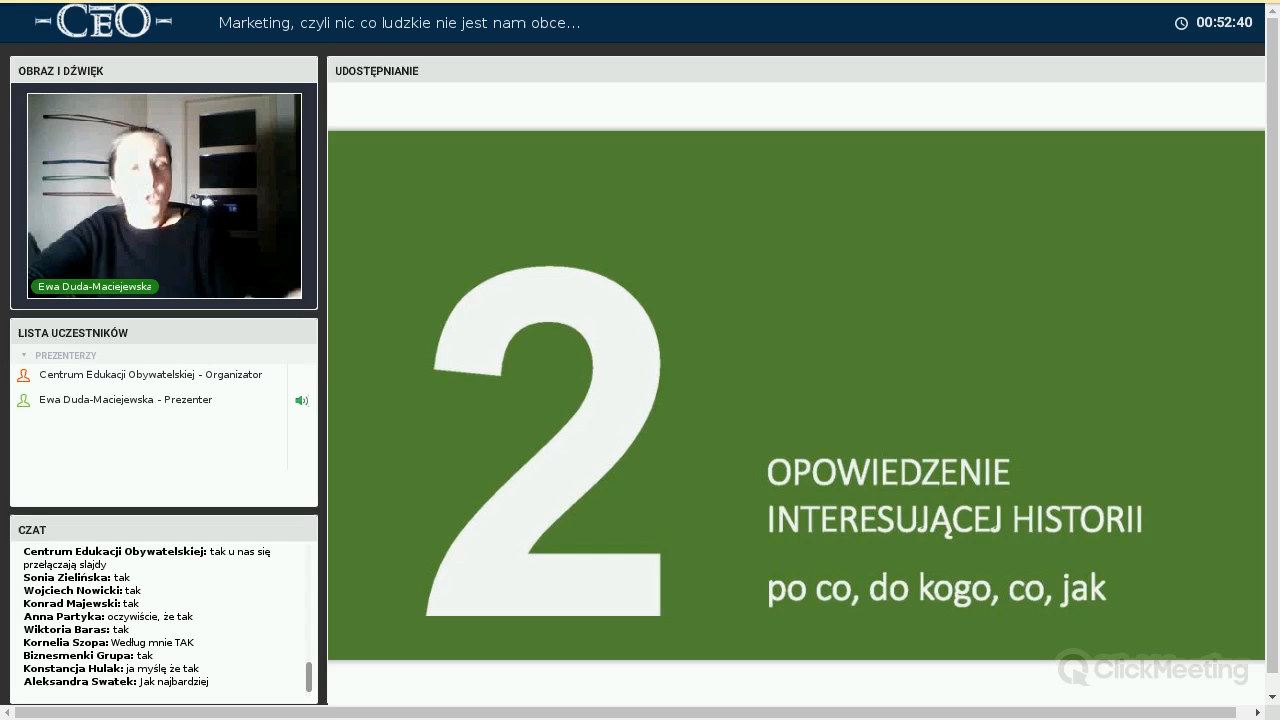 CEO
Marketing, czyli nic co ludzkie nie jest nam obce...
00:52:40
OBRAZ I DŹWIĘK
Ewa Duda-Maciejewska
LISTA UCZESTNIKÓW
PREZENTERZY
Centrum Edukacji Obywatelskiej - Organizator
Ewa Duda-Maciejewska - Prezenter
CZAT
Centrum Edukacji Obywatelskiej: tak u nas się
przełączają slajdy
Sonia Zielińska: tak
Wojciech Nowicki: tak
Konrad Majewski: tak
Anna Partyka: oczywiście, że tak
Wiktoria Baras: tak
Kornelia Szopa: Według mnie TAK
Biznesmenki Grupa: tak
Konstancja Hulak: ja myślę że tak
Aleksandra Swatek: Jak najbardziej
UDOSTĘPNIANIE
2
OPOWIEDZENIE
INTERESUJĄCEJ HISTORII
po co, do kogo, co, jak
ClickMeeting